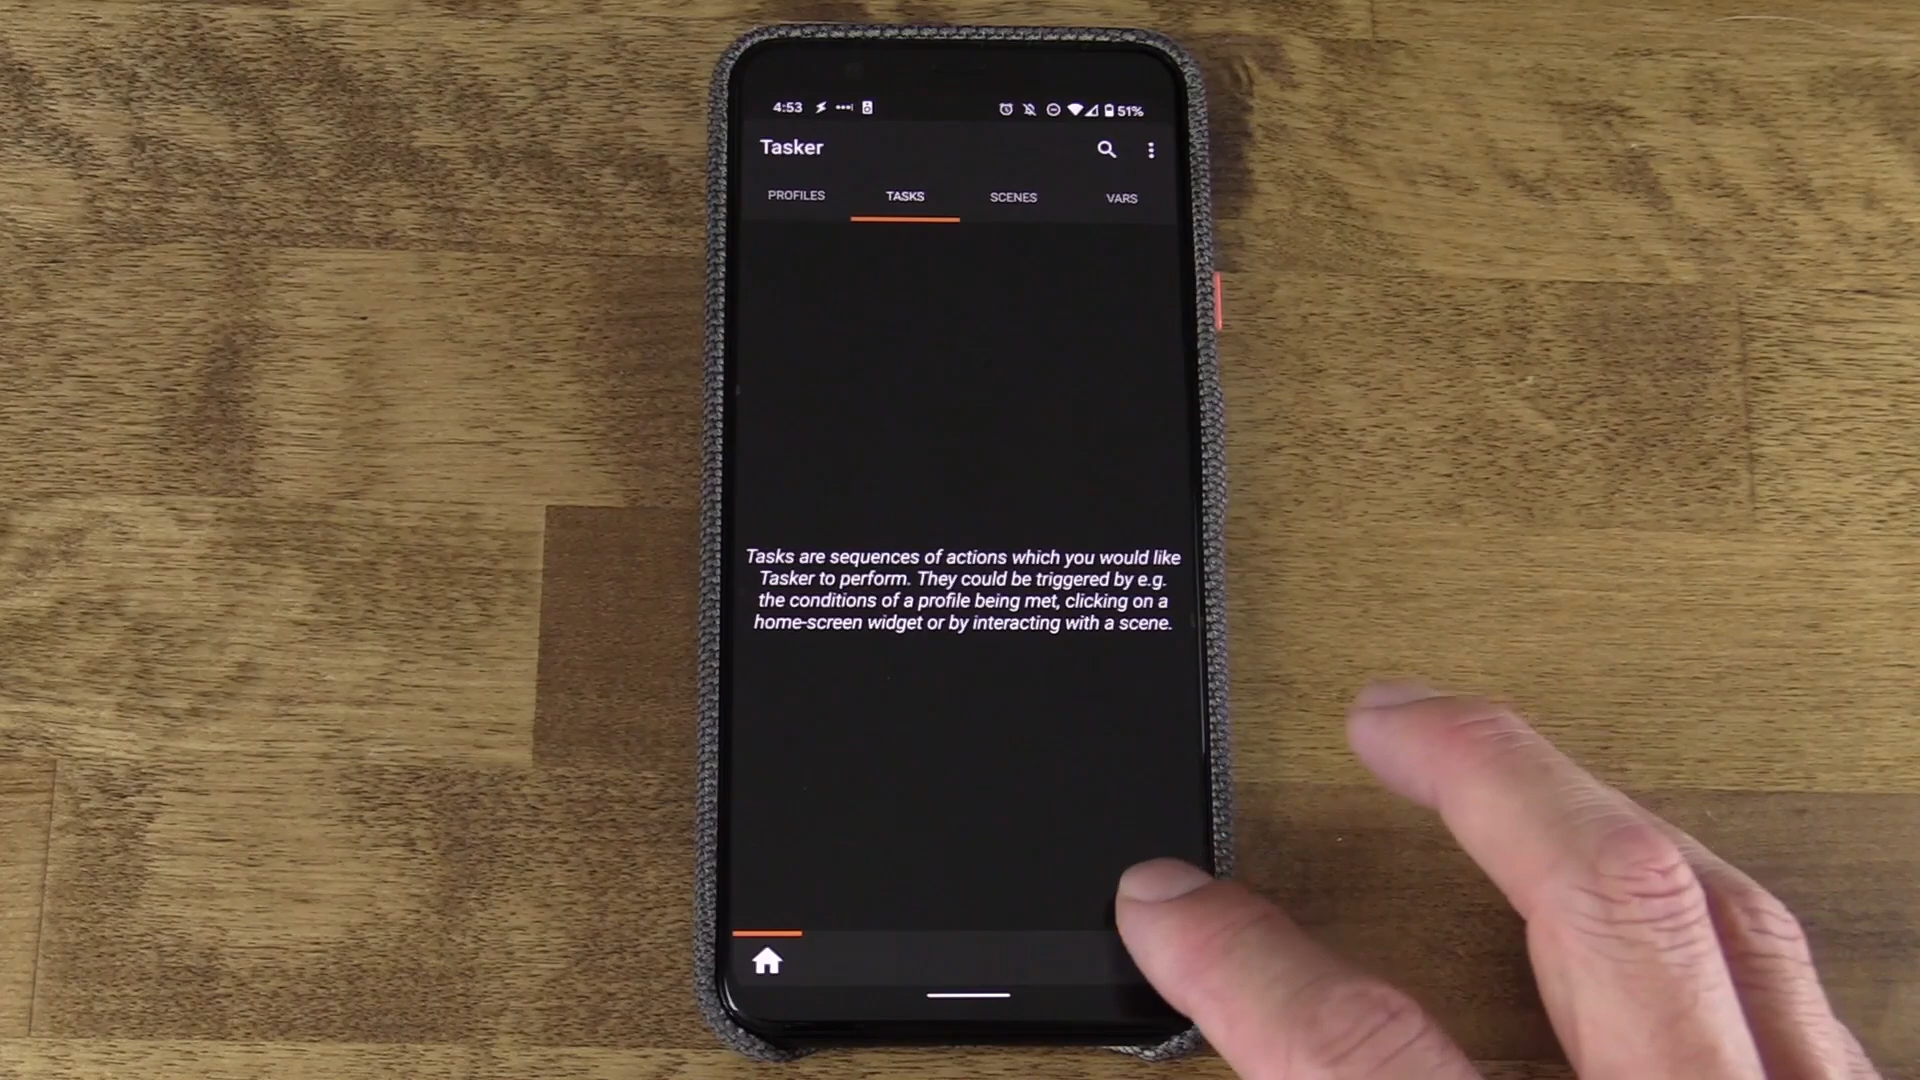 4:53
51%
Tasker
PROFILES TASKS SCENES VARS
Tasks are sequences of actions which you would like
Tasker to perform. They could be triggered by e.g.
the conditions of a profile being met, clicking on a
home-screen widget or by interacting with a scene.